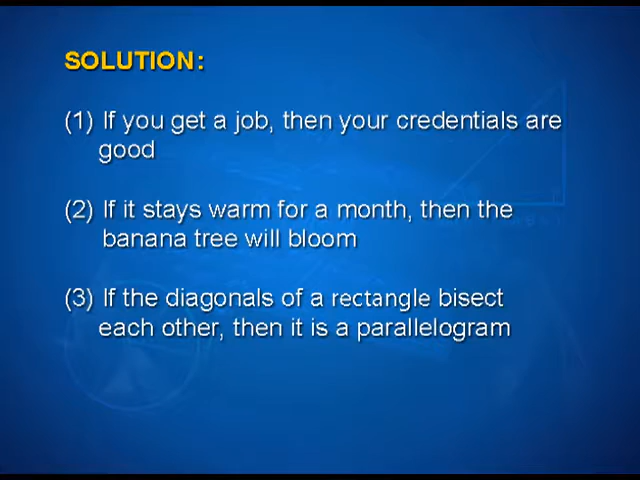 SOLUTION:
(1) If you get a job, then your credentials are
good
(2) If it stays warm for a month, then the
banana tree will bloom
(3) If the diagonals of a rectangle bisect
each other, then it is a parallelogram